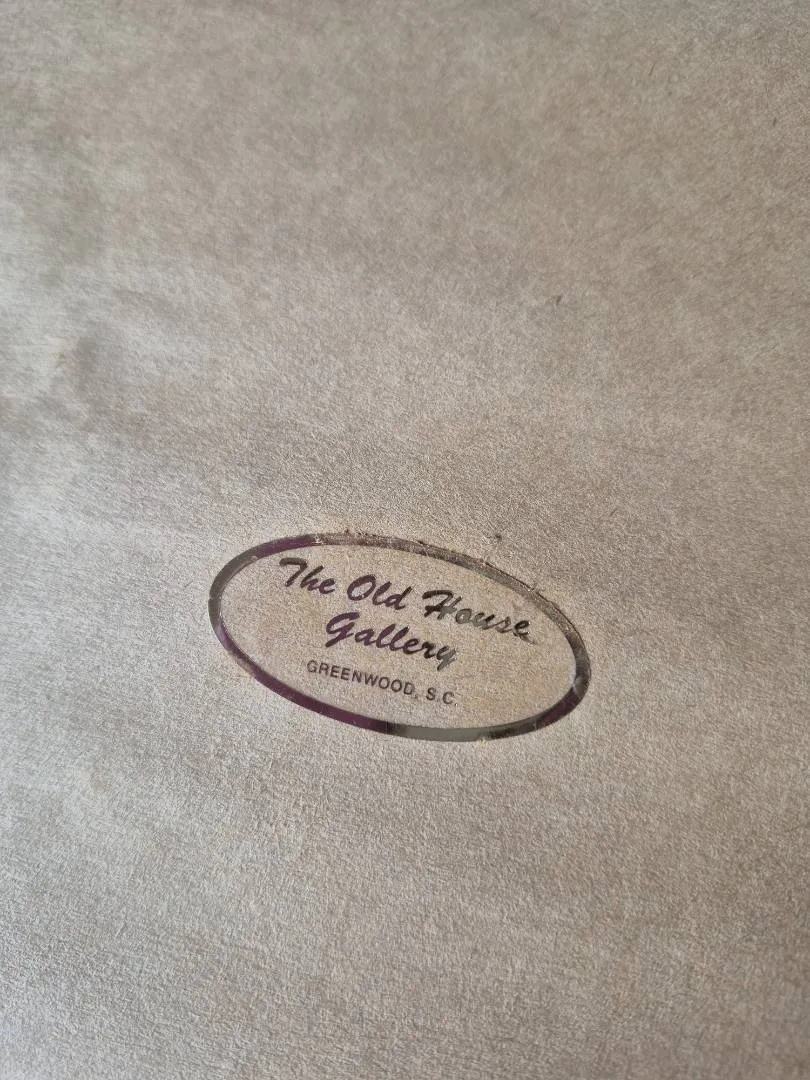 The Old House
Gallery
GREENWOOD, S.C.